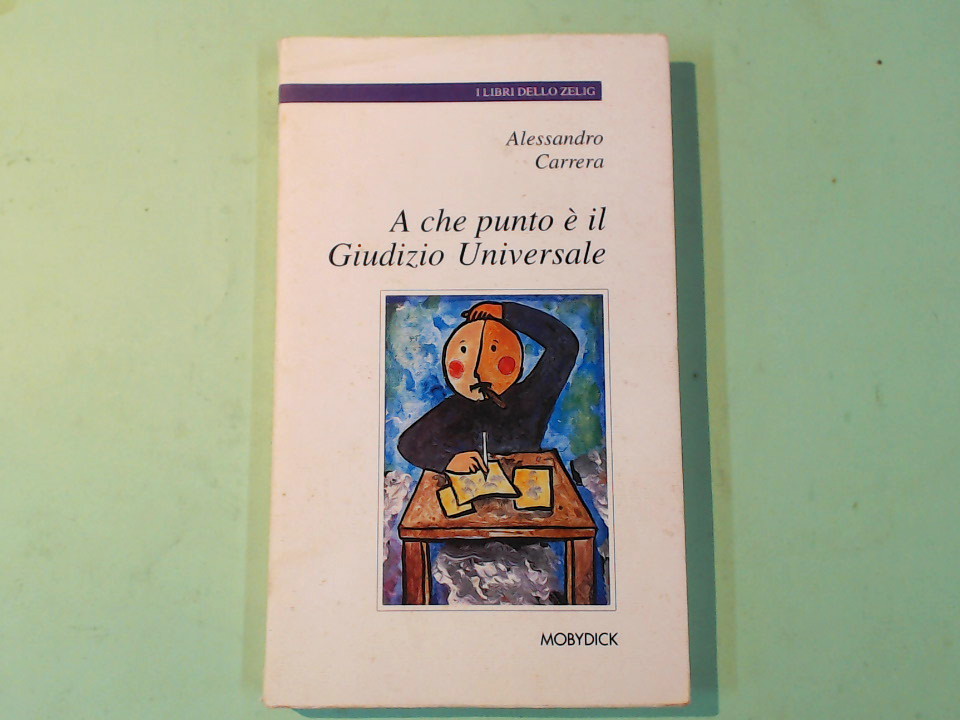 I LIBRI DELLO ZELIG
Alessandro
Carrera
A che punto è il
Giudizio Universale
MOBYDICK